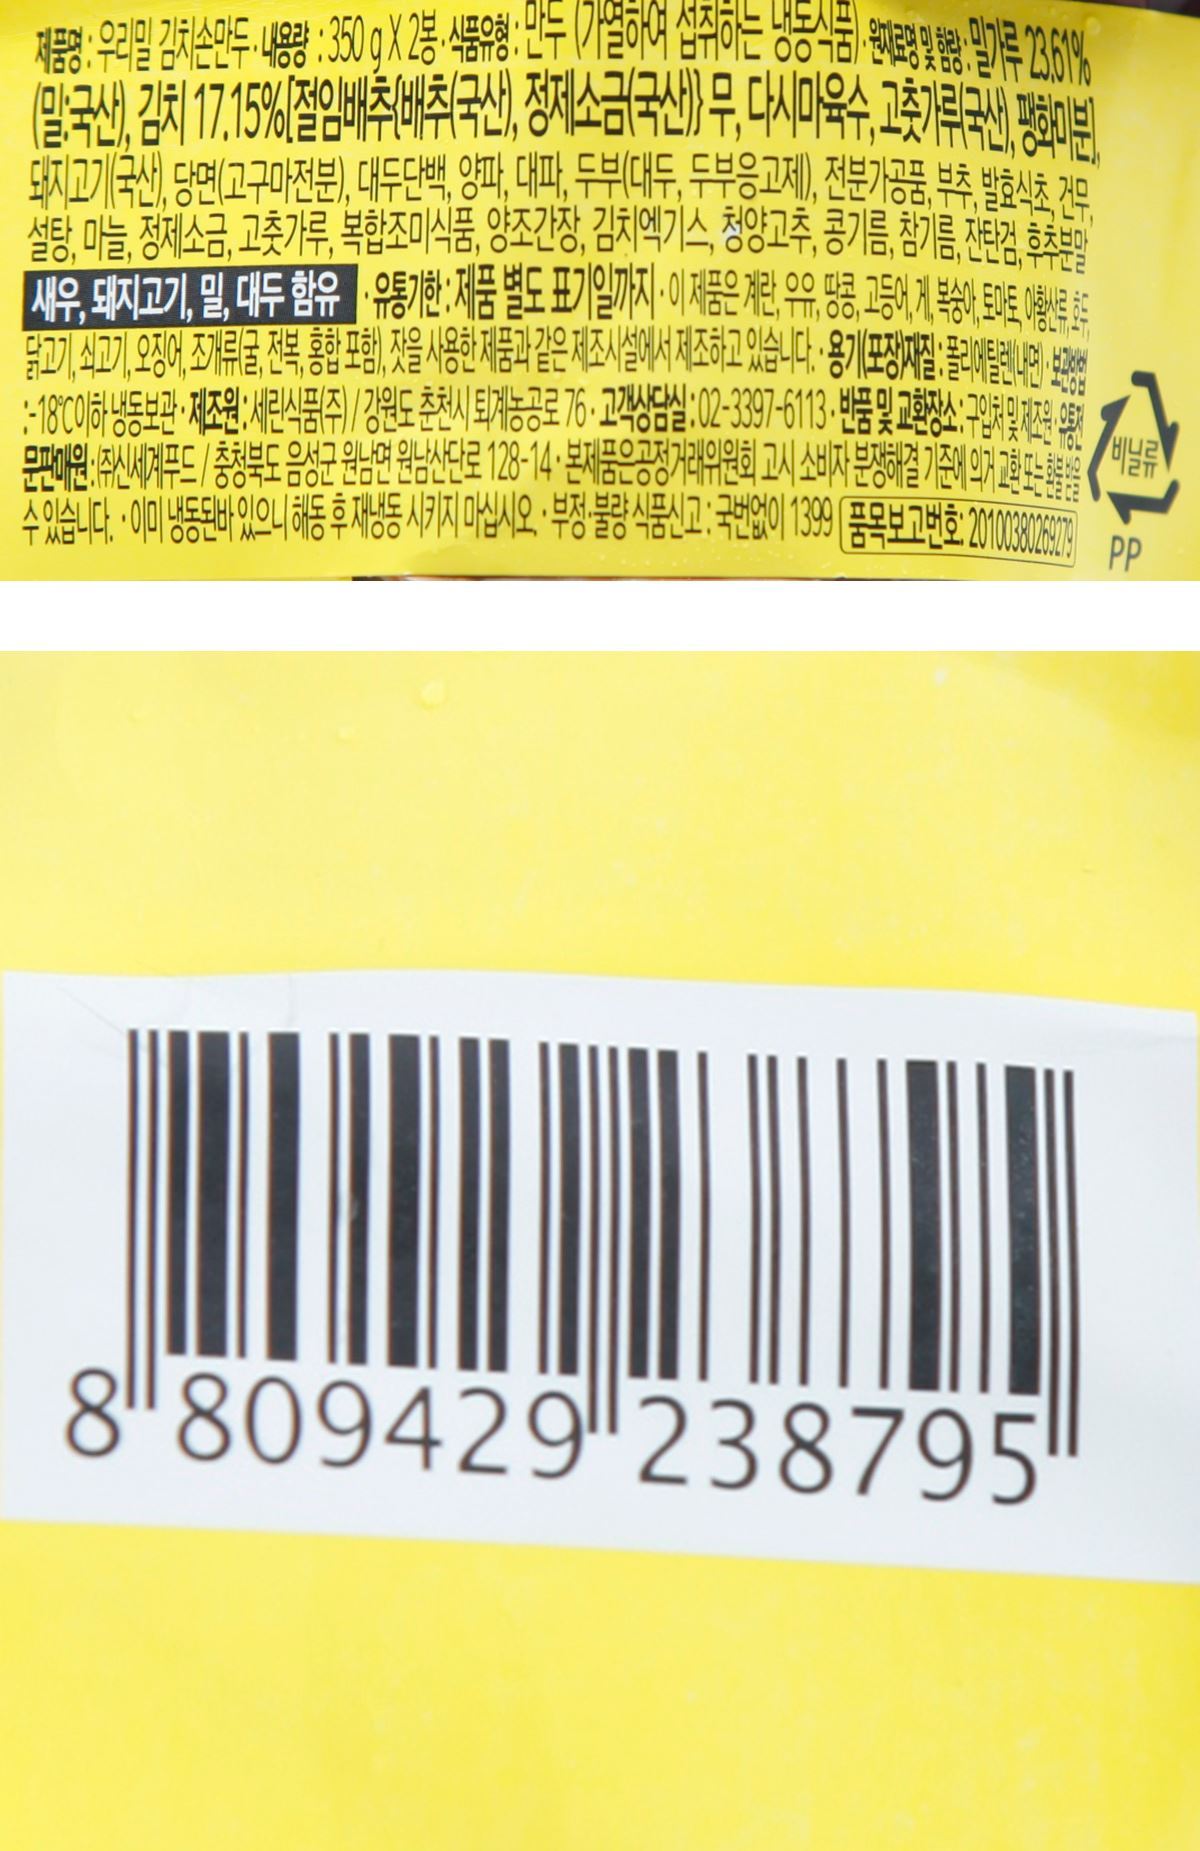 제품명 : 우리밀 김치손만두 · 내용량 : 350 g X 2봉 · 식품유형 : 만두 (가열하여 섭취하는 냉동식품) · 원재료명 및 함량 : 밀가루 23.61%
(밀:국산), 김치 17.15%[절임배추{배추(국산), 정제소금(국산)} 무, 다시마육수, 고춧가루(국산), 팽화미분],
돼지고기(국산), 당면(고구마전분), 대두단백, 양파, 대파, 두부(대두, 두부응고제), 전분가공품, 부추, 발효식초, 건무,
설탕, 마늘, 정제소금, 고춧가루, 복합조미식품, 양조간장, 김치엑기스, 청양고추, 콩기름, 참기름, 잔탄검, 후추분말
새우, 돼지고기, 밀, 대두 함유 · 유통기한 : 제품 별도 표기일까지 · 이 제품은 계란, 우유, 땅콩, 고등어, 게, 복숭아, 토마토, 아황산류, 호두,
닭고기, 쇠고기, 오징어, 조개류(굴, 전복, 홍합 포함), 잣을 사용한 제품과 같은 제조시설에서 제조하고 있습니다. · 용기(포장)재질 : 폴리에틸렌(내면) · 보관방법
:-18℃이하 냉동보관 · 제조원 : 세린식품(주) / 강원도 춘천시 퇴계농공로 76 · 고객상담실 : 02-3397-6113 · 반품 및 교환장소 : 구입처 및 제조원 · 유통전
문판매원 : (주)신세계푸드 / 충청북도 음성군 원남면 원남산단로 128-14 · 본제품은공정거래위원회 고시 소비자 분쟁해결 기준에 의거 교환 또는 환불 받을
수 있습니다. · 이미 냉동된바 있으니 해동 후 재냉동 시키지 마십시오. · 부정·불량 식품신고 : 국번없이 1399 품목보고번호: 20100380269279
비닐류
PP
8 809429 238795